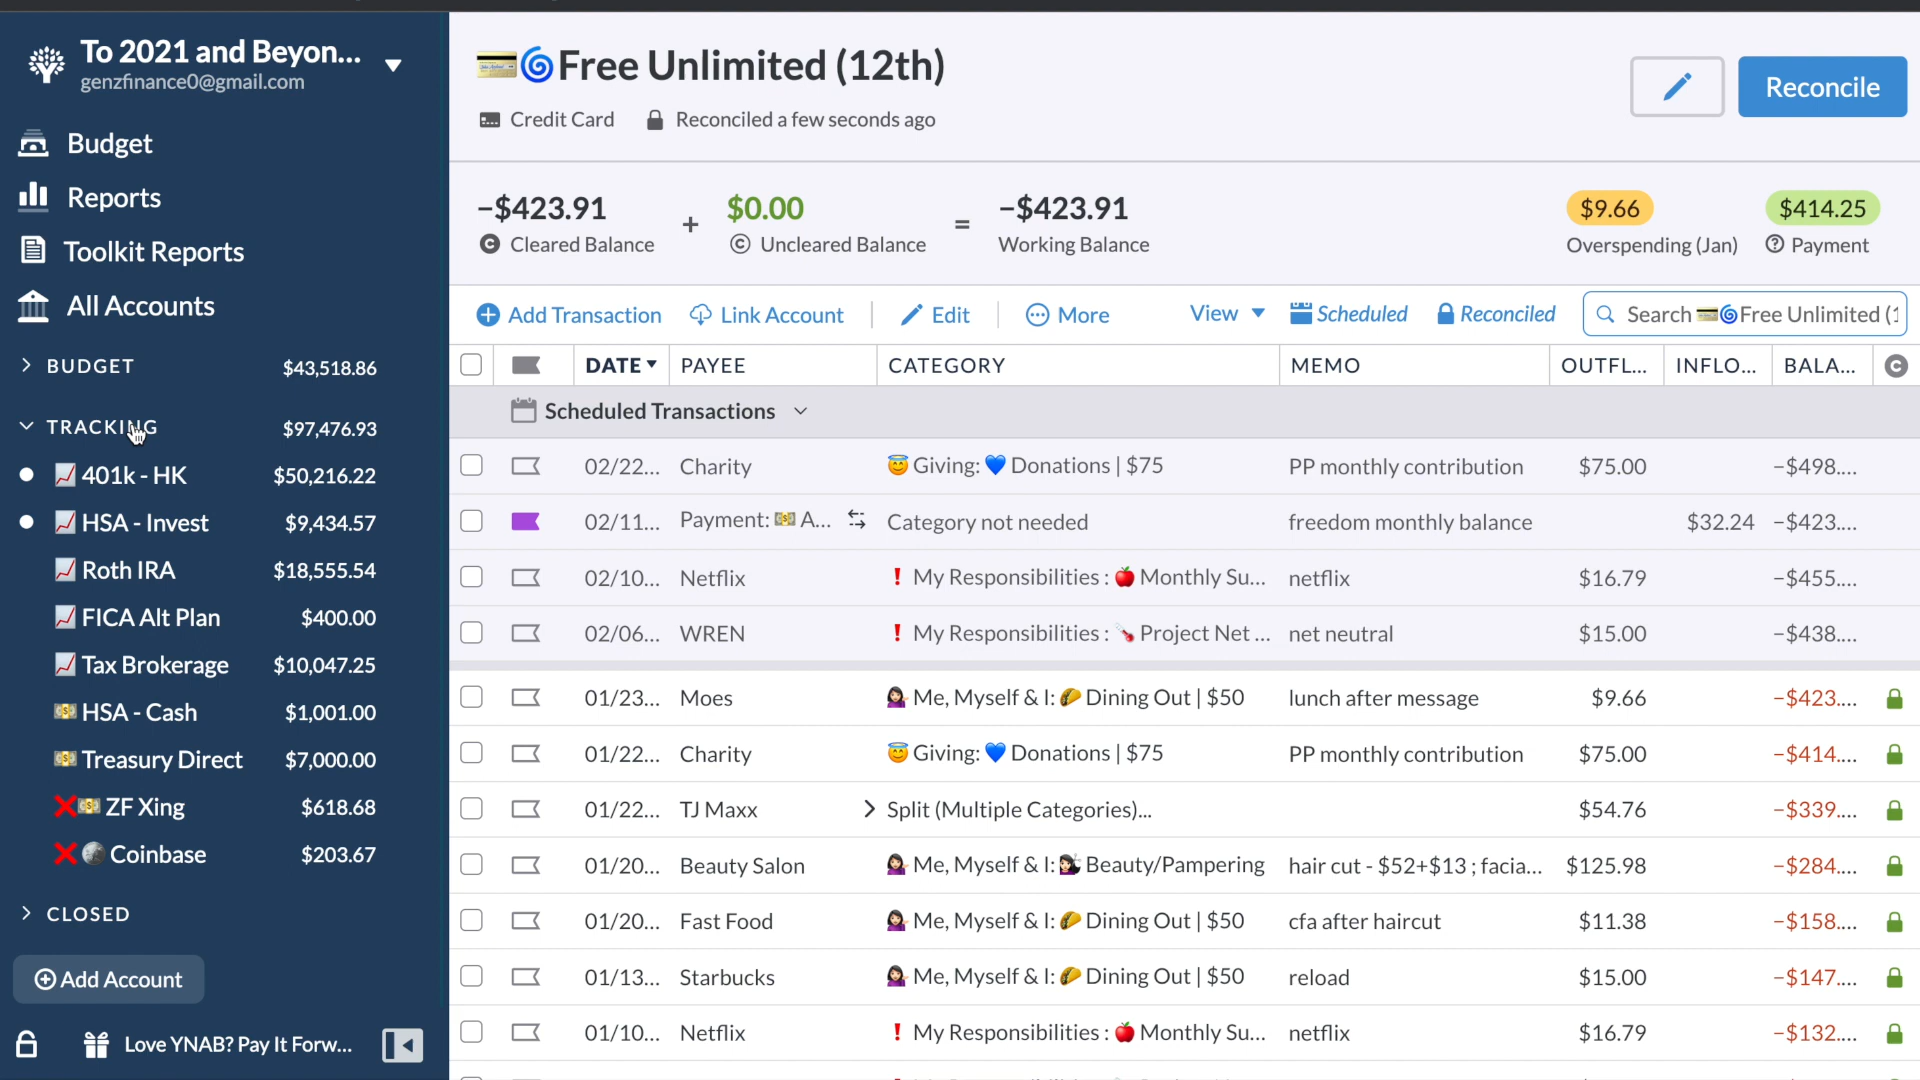 To 2021 and Beyon...
genzfinance0@gmail.com
Budget
Reports
Toolkit Reports
All Accounts
BUDGET $43,518.86
TRACKING $97,476.93
401k - HK $50,216.22
HSA - Invest $9,434.57
Roth IRA $18,555.54
FICA Alt Plan $400.00
Tax Brokerage $10,047.25
HSA - Cash $1,001.00
Treasury Direct $7,000.00
ZF Xing $618.68
Coinbase $203.67
CLOSED
Add Account
Love YNAB? Pay It Forw...
Free Unlimited (12th)
Credit Card Reconciled a few seconds ago
Reconcile
-$423.91 + $0.00 = -$423.91 $9.66 $414.25
Cleared Balance Uncleared Balance Working Balance Overspending (Jan) Payment
Add Transaction Link Account Edit More View Scheduled Reconciled Search Free Unlimited (1
DATE PAYEE CATEGORY MEMO OUTFL... INFLO... BALA... C
Scheduled Transactions
02/22... Charity Giving: Donations | $75 PP monthly contribution $75.00 -$498....
02/11... Payment: A... Category not needed freedom monthly balance $32.24 -$423....
02/10... Netflix My Responsibilities : Monthly Su... netflix $16.79 -$455....
02/06... WREN My Responsibilities : Project Net ... net neutral $15.00 -$438....
01/23... Moes Me, Myself & I: Dining Out | $50 lunch after message $9.66 -$423....
01/22... Charity Giving: Donations | $75 PP monthly contribution $75.00 -$414....
01/22... TJ Maxx Split (Multiple Categories)... $54.76 -$339....
01/20... Beauty Salon Me, Myself & I: Beauty/Pampering hair cut - $52+$13 ; facia... $125.98 -$284....
01/20... Fast Food Me, Myself & I: Dining Out | $50 cfa after haircut $11.38 -$158....
01/13... Starbucks Me, Myself & I: Dining Out | $50 reload $15.00 -$147....
01/10... Netflix My Responsibilities : Monthly Su... netflix $16.79 -$132....